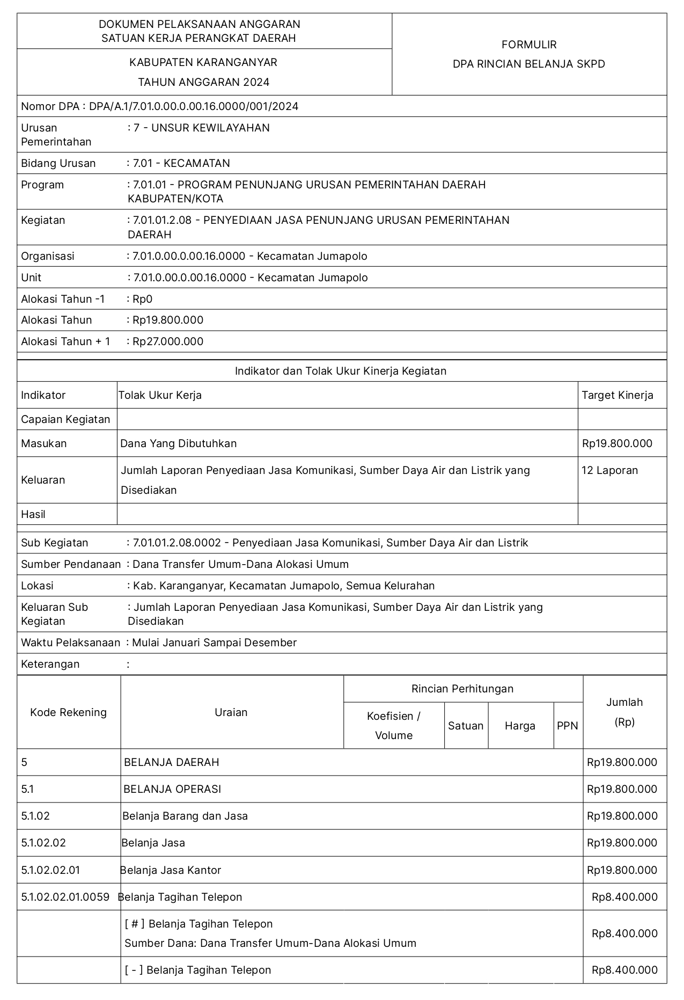 DOKUMEN PELAKSANAAN ANGGARAN
SATUAN KERJA PERANGKAT DAERAH
KABUPATEN KARANGANYAR
TAHUN ANGGARAN 2024
FORMULIR
DPA RINCIAN BELANJA SKPD
Nomor DPA : DPA/A.1/7.01.0.00.0.00.16.0000/001/2024
Urusan Pemerintahan : 7 - UNSUR KEWILAYAHAN
Bidang Urusan : 7.01 - KECAMATAN
Program : 7.01.01 - PROGRAM PENUNJANG URUSAN PEMERINTAHAN DAERAH
KABUPATEN/KOTA
Kegiatan : 7.01.01.2.08 - PENYEDIAAN JASA PENUNJANG URUSAN PEMERINTAHAN
DAERAH
Organisasi : 7.01.0.00.0.00.16.0000 - Kecamatan Jumapolo
Unit : 7.01.0.00.0.00.16.0000 - Kecamatan Jumapolo
Alokasi Tahun -1 : Rp0
Alokasi Tahun : Rp19.800.000
Alokasi Tahun + 1 : Rp27.000.000
Indikator dan Tolak Ukur Kinerja Kegiatan
Indikator Tolak Ukur Kerja Target Kinerja
Capaian Kegiatan
Masukan Dana Yang Dibutuhkan Rp19.800.000
Keluaran Jumlah Laporan Penyediaan Jasa Komunikasi, Sumber Daya Air dan Listrik yang
Disediakan 12 Laporan
Hasil
Sub Kegiatan : 7.01.01.2.08.0002 - Penyediaan Jasa Komunikasi, Sumber Daya Air dan Listrik
Sumber Pendanaan : Dana Transfer Umum-Dana Alokasi Umum
Lokasi : Kab. Karanganyar, Kecamatan Jumapolo, Semua Kelurahan
Keluaran Sub Kegiatan : Jumlah Laporan Penyediaan Jasa Komunikasi, Sumber Daya Air dan Listrik yang
Disediakan
Waktu Pelaksanaan : Mulai Januari Sampai Desember
Keterangan :
Kode Rekening Uraian Rincian Perhitungan Jumlah
(Rp)
Koefisien /
Volume Satuan Harga PPN
5 BELANJA DAERAH Rp19.800.000
5.1 BELANJA OPERASI Rp19.800.000
5.1.02 Belanja Barang dan Jasa Rp19.800.000
5.1.02.02 Belanja Jasa Rp19.800.000
5.1.02.02.01 Belanja Jasa Kantor Rp19.800.000
5.1.02.02.01.0059 Belanja Tagihan Telepon Rp8.400.000
[ # ] Belanja Tagihan Telepon
Sumber Dana: Dana Transfer Umum-Dana Alokasi Umum Rp8.400.000
[ - ] Belanja Tagihan Telepon Rp8.400.000